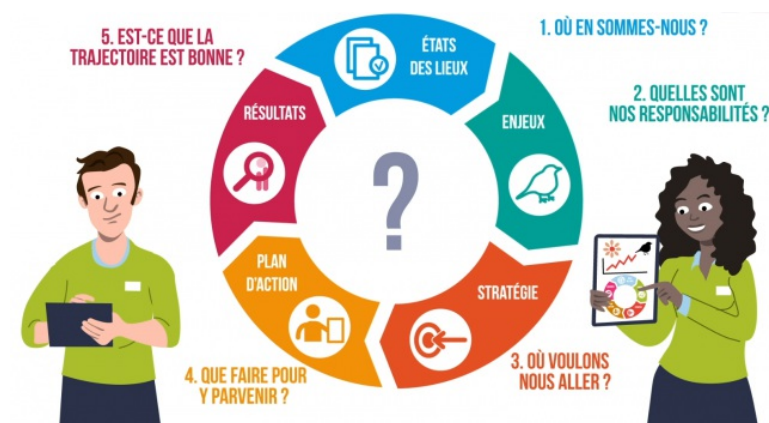 1. OÙ EN SOMMES-NOUS ?
ÉTATS
DES LIEUX
2. QUELLES SONT
NOS RESPONSABILITÉS ?
ENJEUX
3. OÙ VOULONS
NOUS ALLER ?
STRATÉGIE
4. QUE FAIRE POUR
Y PARVENIR ?
PLAN
D'ACTION
5. EST-CE QUE LA
TRAJECTOIRE EST BONNE ?
RÉSULTATS
?